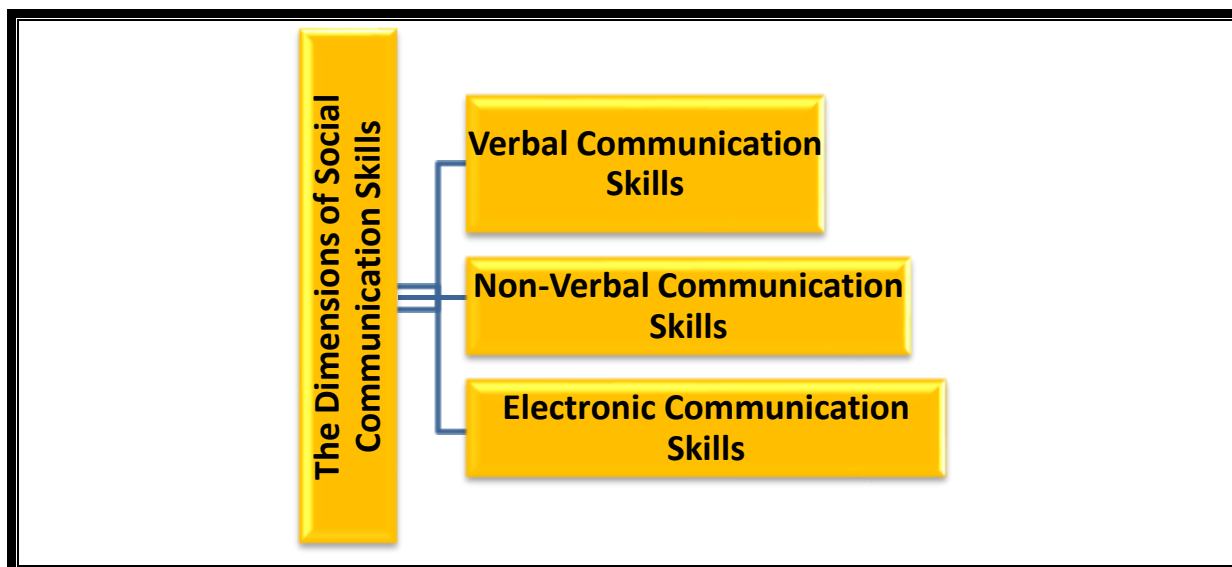 The Dimensions of Social
Communication Skills
Verbal Communication
Skills
Non-Verbal Communication
Skills
Electronic Communication
Skills